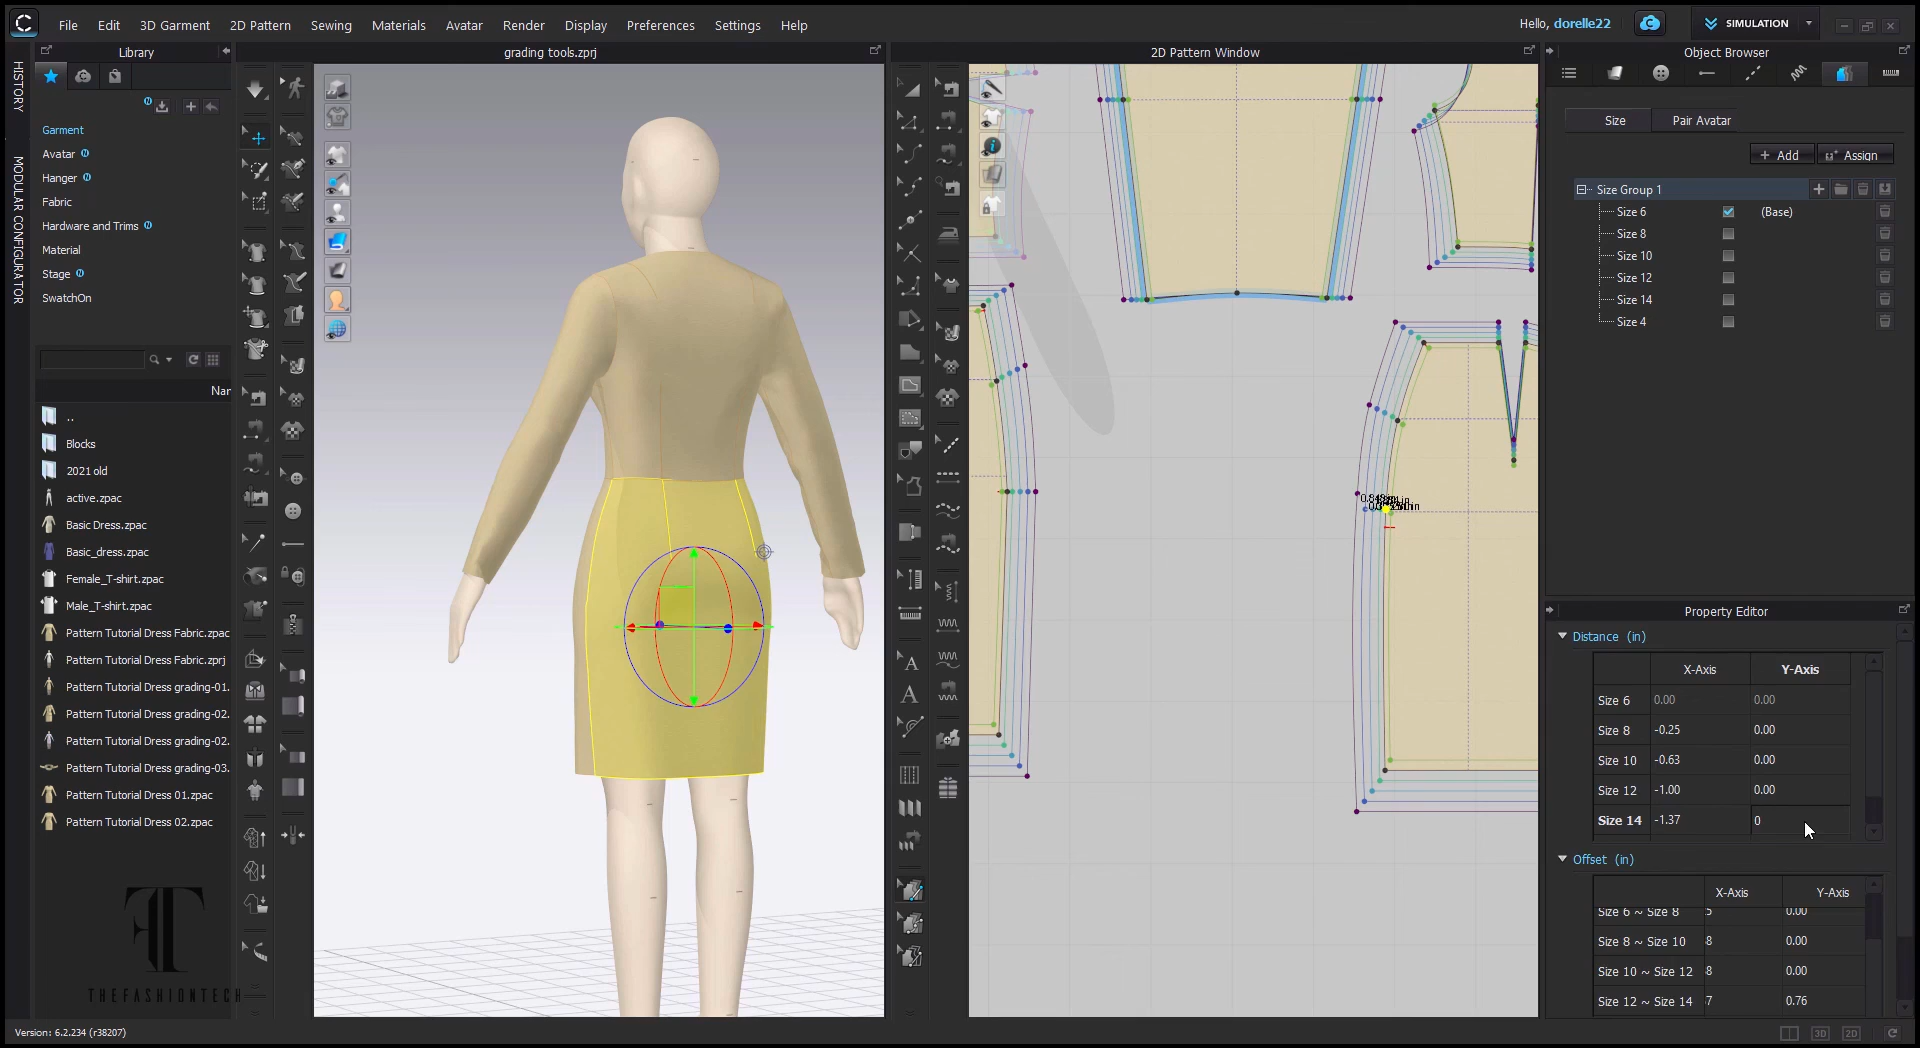 File Edit 3D Garment 2D Pattern Sewing Materials Avatar Render Display Preferences Settings Help
Hello, dorelle22
SIMULATION
HISTORY
MODULAR CONFIGURATOR
Library
grading tools.zprj
2D Pattern Window
Object Browser
Garment
Avatar
Hanger
Fabric
Hardware and Trims
Material
Stage
SwatchOn
Nar
..
Blocks
2021 old
active.zpac
Basic Dress.zpac
Basic_dress.zpac
Female_T-shirt.zpac
Male_T-shirt.zpac
Pattern Tutorial Dress Fabric.zpac
Pattern Tutorial Dress Fabric.zprj
Pattern Tutorial Dress grading-01.
Pattern Tutorial Dress grading-02.
Pattern Tutorial Dress grading-02.
Pattern Tutorial Dress grading-03.
Pattern Tutorial Dress 01.zpac
Pattern Tutorial Dress 02.zpac
THEFASHIONTECH
Version: 6.2.234 (r38207)
Size Pair Avatar
+ Add Assign
Size Group 1
Size 6 (Base)
Size 8
Size 10
Size 12
Size 14
Size 4
Property Editor
Distance (in)
X-Axis Y-Axis
Size 6 0.00 0.00
Size 8 -0.25 0.00
Size 10 -0.63 0.00
Size 12 -1.00 0.00
Size 14 -1.37 0
Offset (in)
X-Axis Y-Axis
Size 6 ~ Size 8 5 0.00
Size 8 ~ Size 10 8 0.00
Size 10 ~ Size 12 8 0.00
Size 12 ~ Size 14 7 0.76
3D 2D